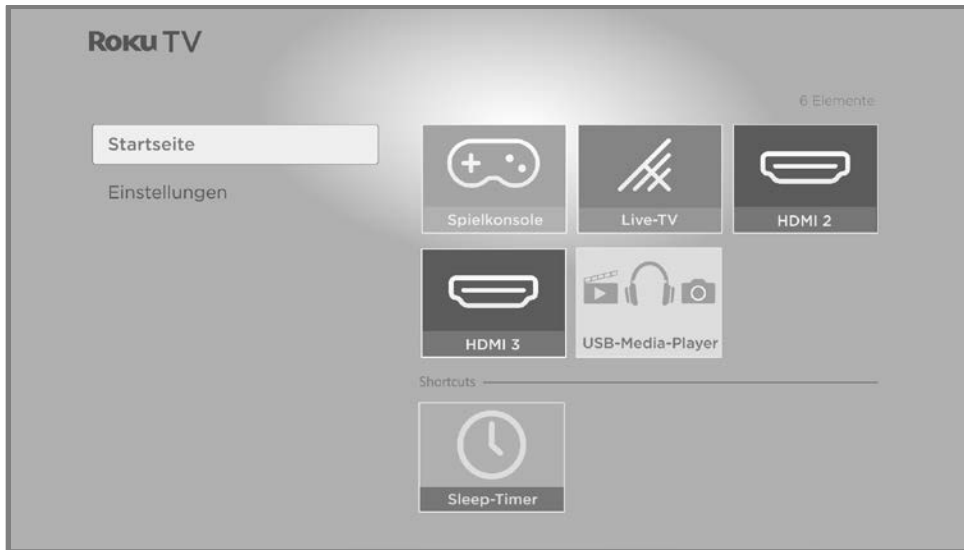 Roku TV
6 Elemente
Startseite
Einstellungen
Spielkonsole
Live-TV
HDMI 2
HDMI 3
USB-Media-Player
Shortcuts
Sleep-Timer